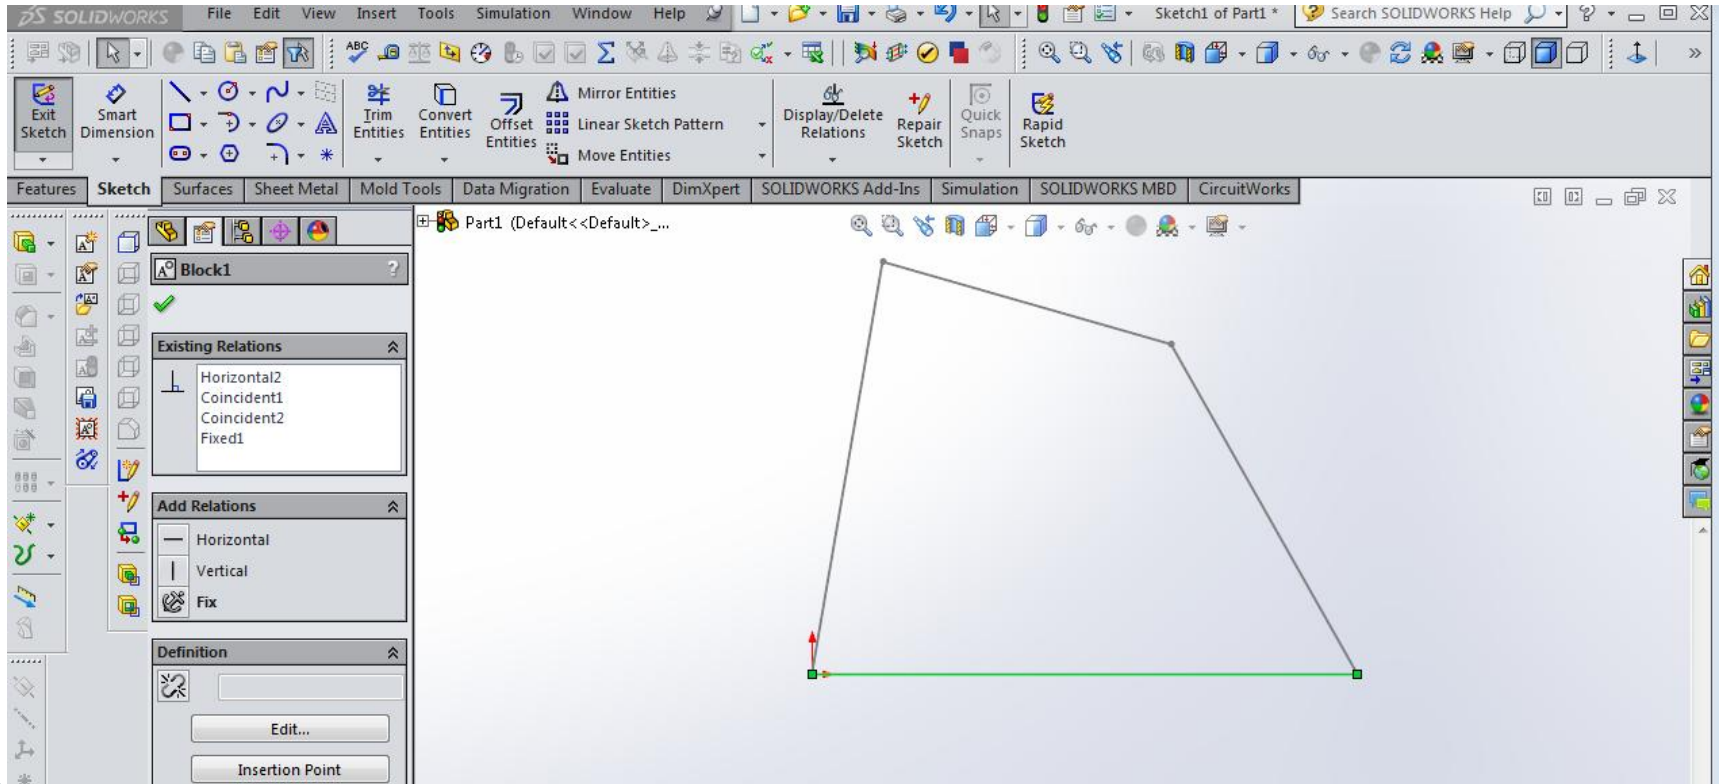 SOLIDWORKS File Edit View Insert Tools Simulation Window Help Sketch1 of Part1 * Search SOLIDWORKS Help
ABC
Exit Sketch
Smart Dimension
Trim Entities
Convert Entities
Offset Entities
Mirror Entities
Linear Sketch Pattern
Move Entities
Display/Delete Relations
Repair Sketch
Quick Snaps
Rapid Sketch
Features Sketch Surfaces Sheet Metal Mold Tools Data Migration Evaluate DimXpert SOLIDWORKS Add-Ins Simulation SOLIDWORKS MBD CircuitWorks
Part1 (Default<<Default>_...
Block1 ?
Existing Relations
Horizontal2
Coincident1
Coincident2
Fixed1
Add Relations
Horizontal
Vertical
Fix
Definition
Edit...
Insertion Point